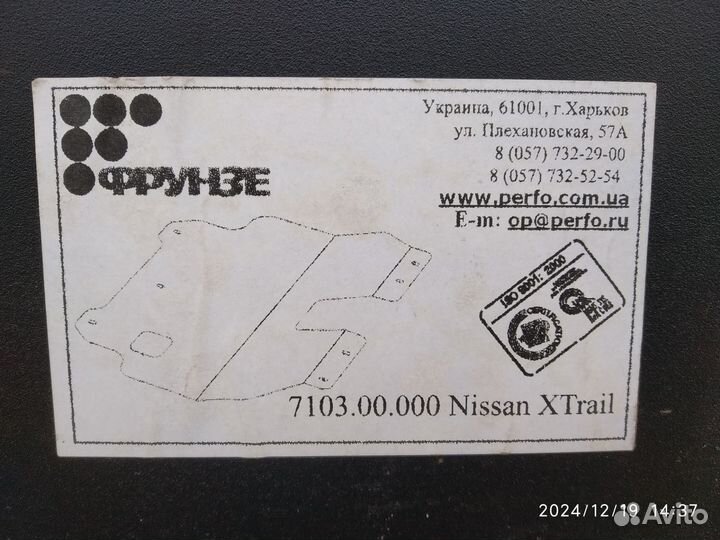 Украина, 61001, г.Харьков
ул. Плехановская, 57А
8 (057) 732-29-00
8 (057) 732-52-54
www.perfo.com.ua
E-m: op@perfo.ru
ФРУНЗЕ
ISO 9001: 2000
7103.00.000 Nissan XTrail
2024/12/19 14:37
Avito